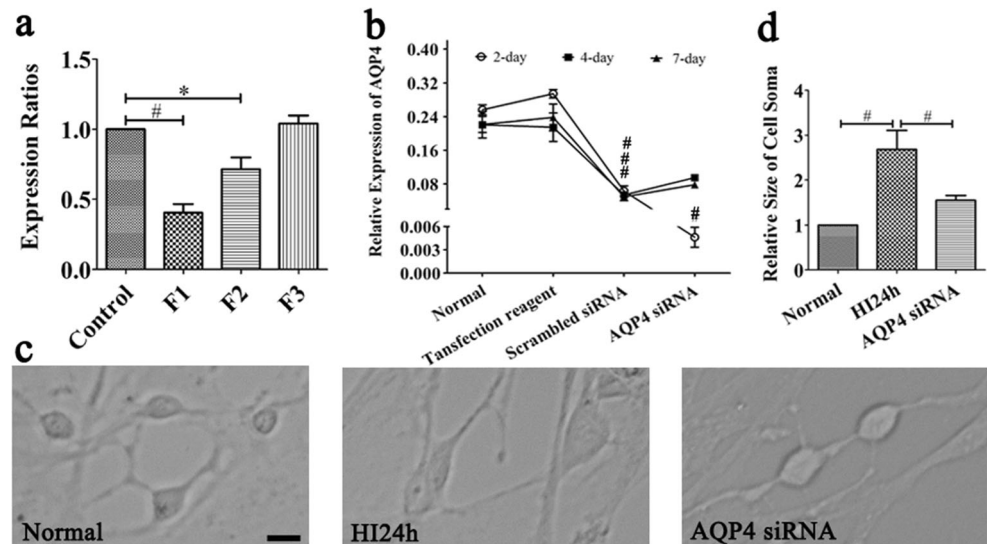 a
Expression Ratios
1.5
1.0
0.5
0.0
*
#
Control
F1
F2
F3
b
Relative Expression of AQP4
2-day
4-day
7-day
0.40
0.32
0.24
0.16
0.08
0.006
0.003
0.000
#
#
#
#
Normal
Tansfection reagent
Scrambled siRNA
AQP4 siRNA
d
Relative Size of Cell Soma
4
3
2
1
0
# #
Normal
HI24h
AQP4 siRNA
c
Normal
HI24h
AQP4 siRNA